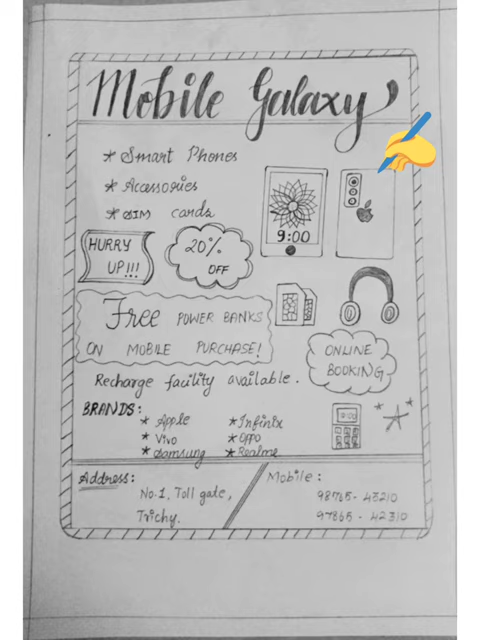 Mobile Galaxy
* Smart Phones
* Acessories
* SIM cards
9:00
HURRY
UP!!!
20%
OFF
Free POWER BANKS
ON MOBILE PURCHASE!
ONLINE
BOOKING
Recharge facility available.
BRANDS:
* Apple
* Vivo
* Samsung
* Infinix
* Oppo
* Realme
Address:
No.1, Toll gate,
Trichy.
Mobile:
98765-43210
97865-42310